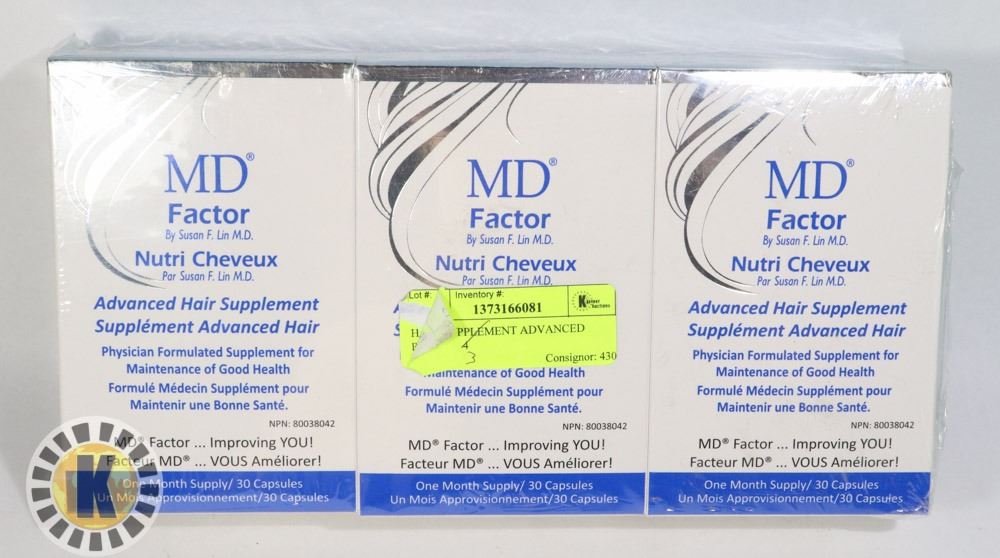 MD®
Factor
By Susan F. Lin M.D.
Nutri Cheveux
Par Susan F. Lin M.D.
Advanced Hair Supplement
Supplément Advanced Hair
Physician Formulated Supplement for
Maintenance of Good Health
Formulé Médecin Supplément pour
Maintenir une Bonne Santé.
NPN: 80038042
MD® Factor ... Improving YOU!
Facteur MD® ... VOUS Améliorer!
One Month Supply/ 30 Capsules
Un Mois Approvisionnement/30 Capsules
K
MD®
Factor
By Susan F. Lin M.D.
Nutri Cheveux
Par Susan F. Lin M.D.
Lot #: Inventory #:
1373166081
Kastner Auctions
SUPPLEMENT ADVANCED
4
3
Consignor: 430
Maintenance of Good Health
Formulé Médecin Supplément pour
Maintenir une Bonne Santé.
NPN: 80038042
MD® Factor ... Improving YOU!
Facteur MD® ... VOUS Améliorer!
One Month Supply/ 30 Capsules
Un Mois Approvisionnement/30 Capsules
MD®
Factor
By Susan F. Lin M.D.
Nutri Cheveux
Par Susan F. Lin M.D.
Advanced Hair Supplement
Supplément Advanced Hair
Physician Formulated Supplement for
Maintenance of Good Health
Formulé Médecin Supplément pour
Maintenir une Bonne Santé.
NPN: 80038042
MD® Factor ... Improving YOU!
Facteur MD® ... VOUS Améliorer!
One Month Supply/ 30 Capsules
Un Mois Approvisionnement/30 Capsules